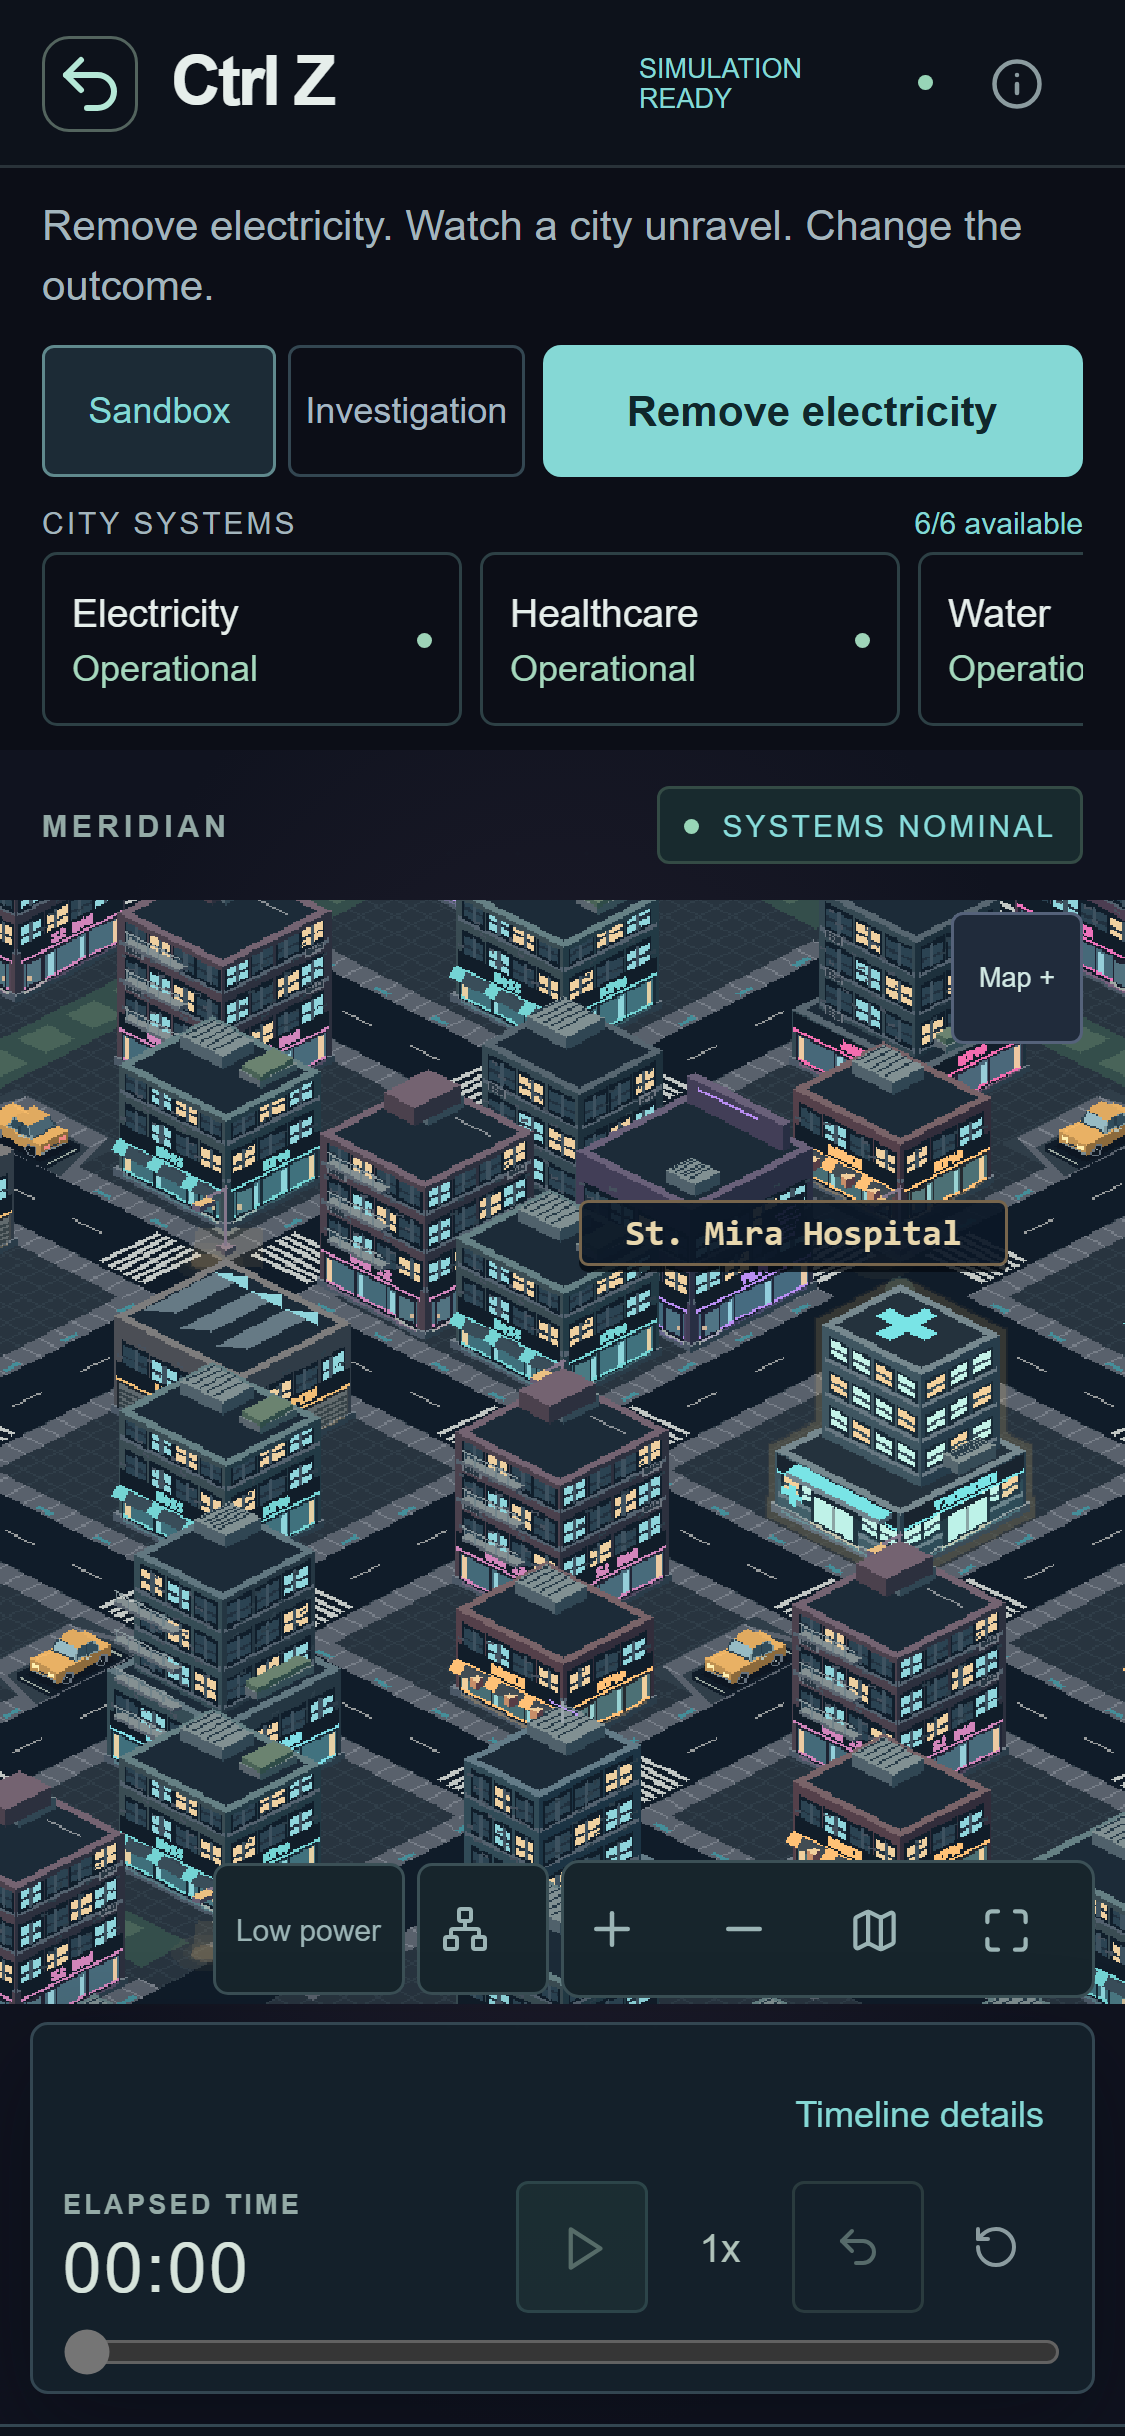 Ctrl Z
SIMULATION
READY
Remove electricity. Watch a city unravel. Change the
outcome.
Sandbox
Investigation
Remove electricity
CITY SYSTEMS
6/6 available
Electricity
Operational
Healthcare
Operational
Water
Operatio
MERIDIAN
SYSTEMS NOMINAL
Map +
St. Mira Hospital
Low power
Timeline details
ELAPSED TIME
00:00
1x